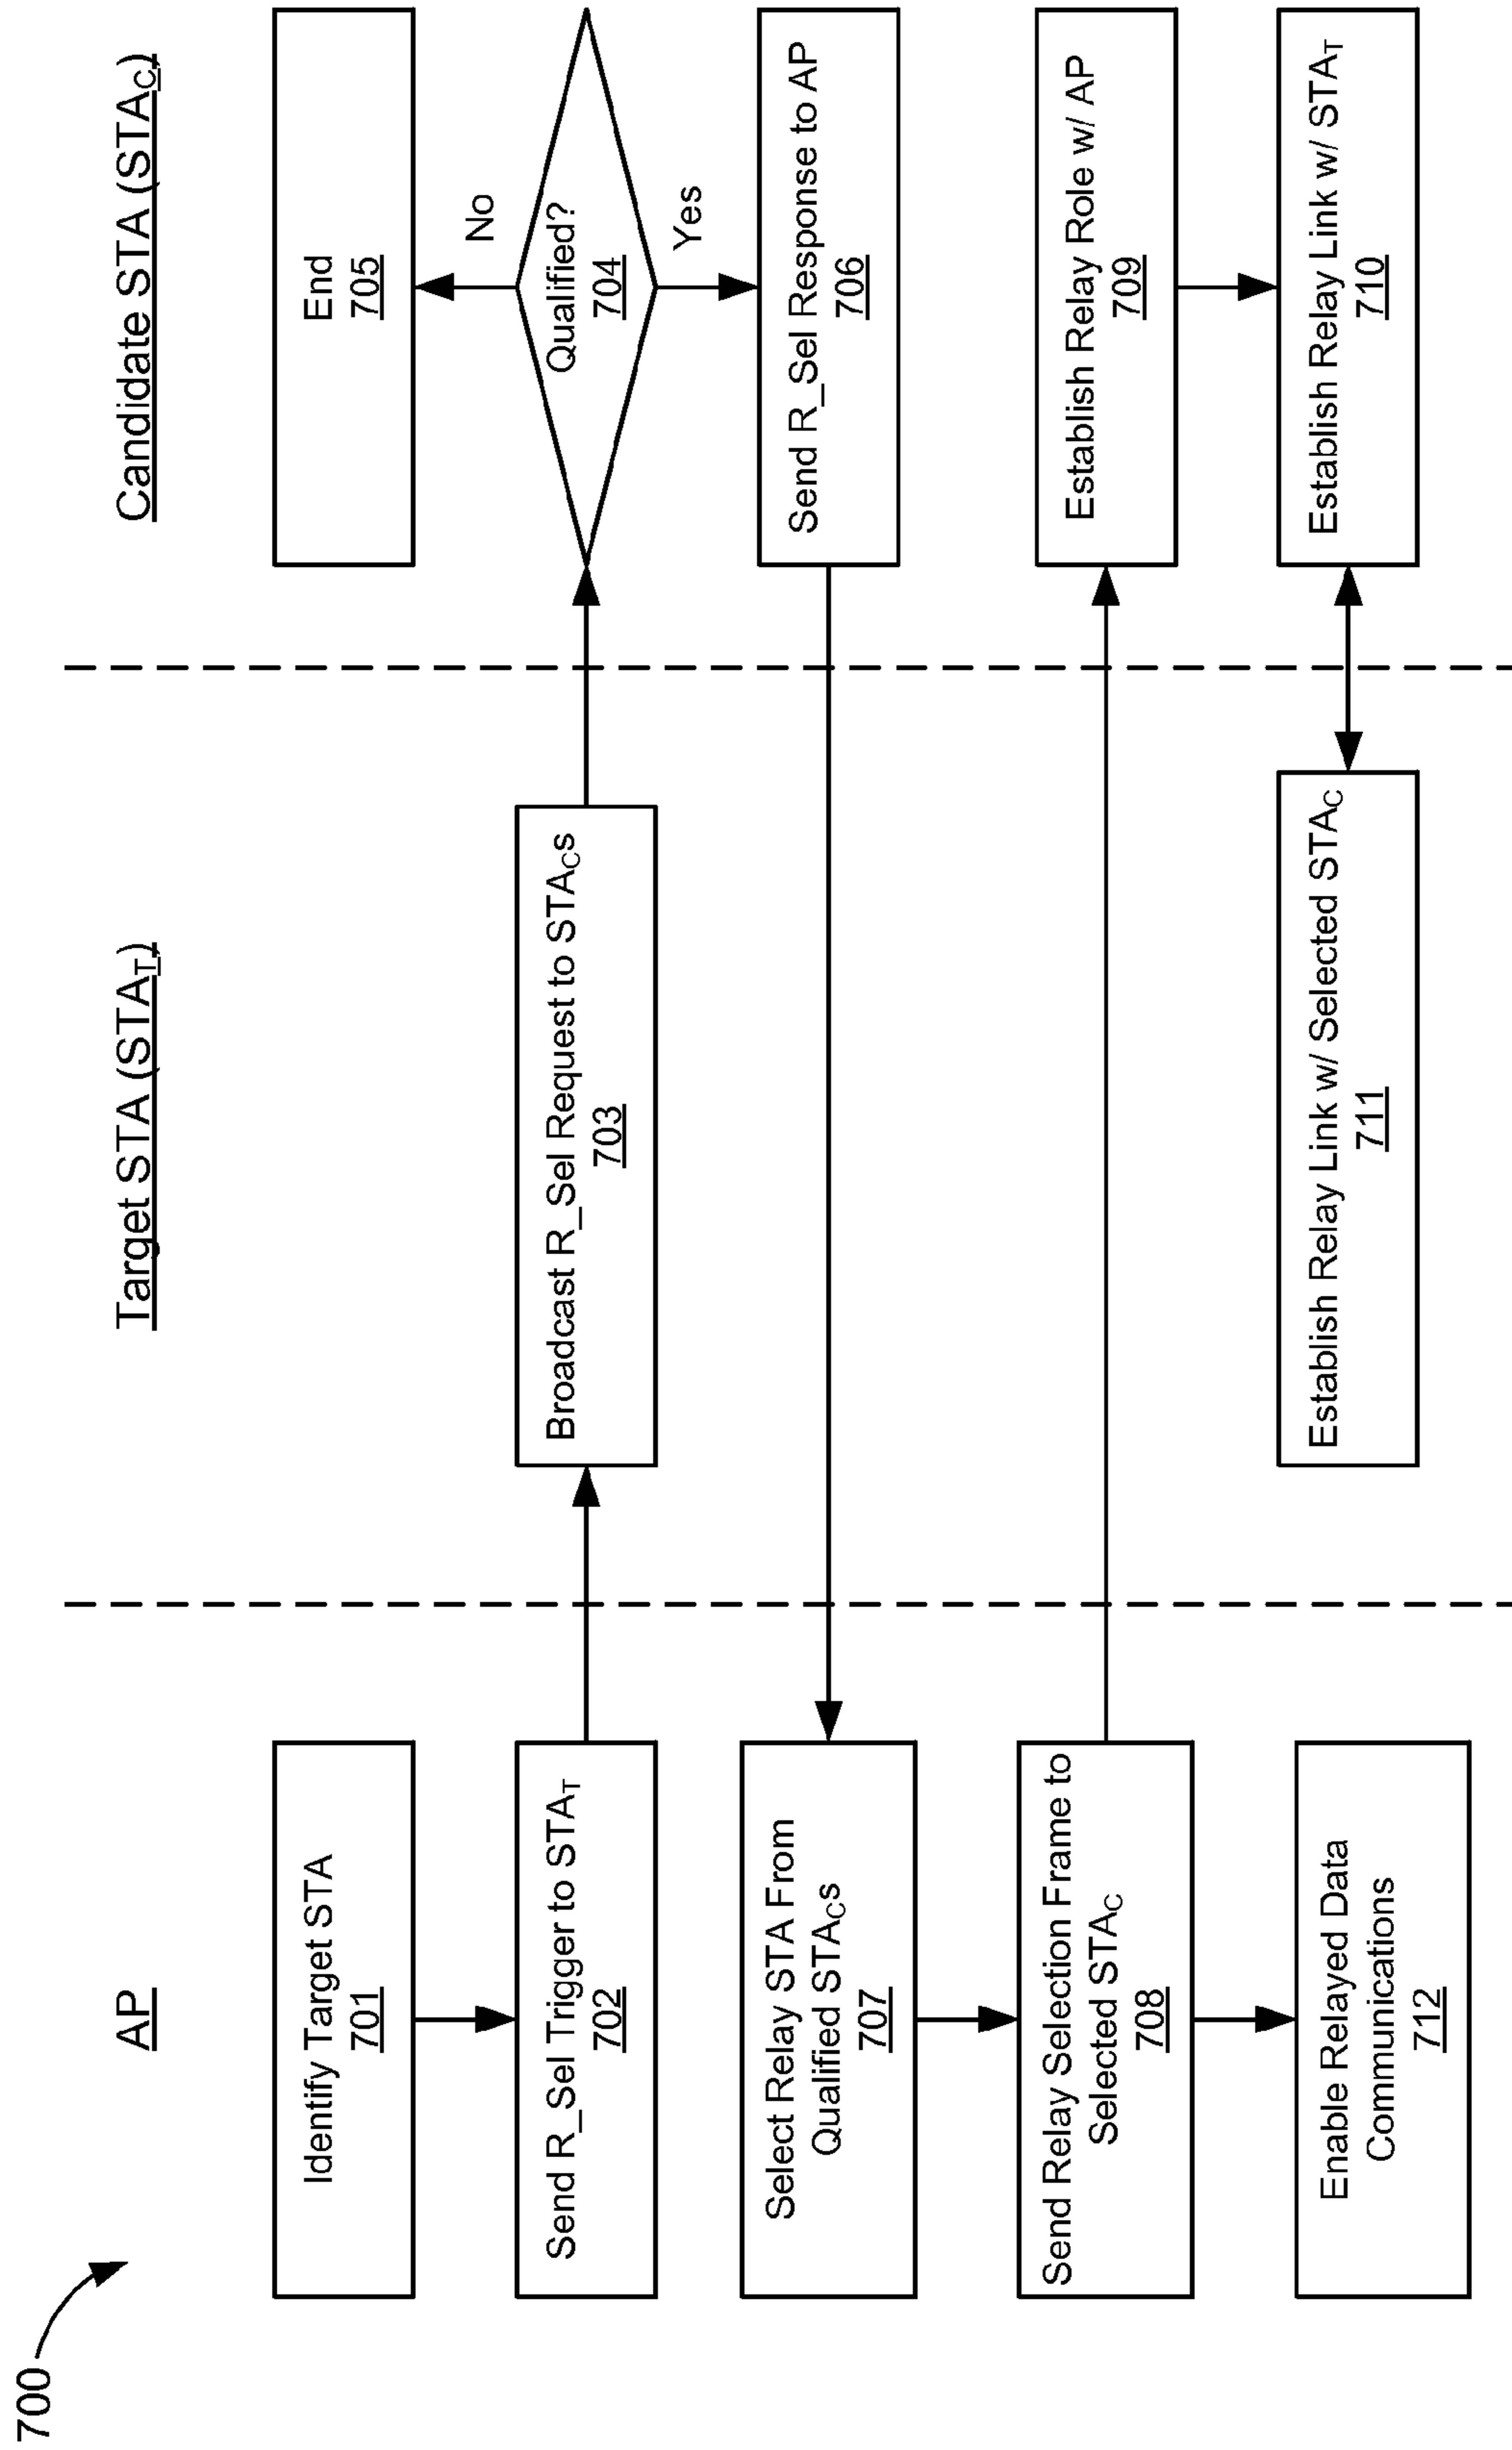 700
AP
Target STA (STAT)
Candidate STA (STAC)
Identify Target STA
701
End
705
Send R_Sel Trigger to STAT
702
Broadcast R_Sel Request to STACs
703
Qualified?
704
No
Yes
Select Relay STA From
Qualified STACs
707
Send R_Sel Response to AP
706
Send Relay Selection Frame to
Selected STAC
708
Establish Relay Role w/ AP
709
Enable Relayed Data
Communications
712
Establish Relay Link w/ Selected STAC
711
Establish Relay Link w/ STAT
710